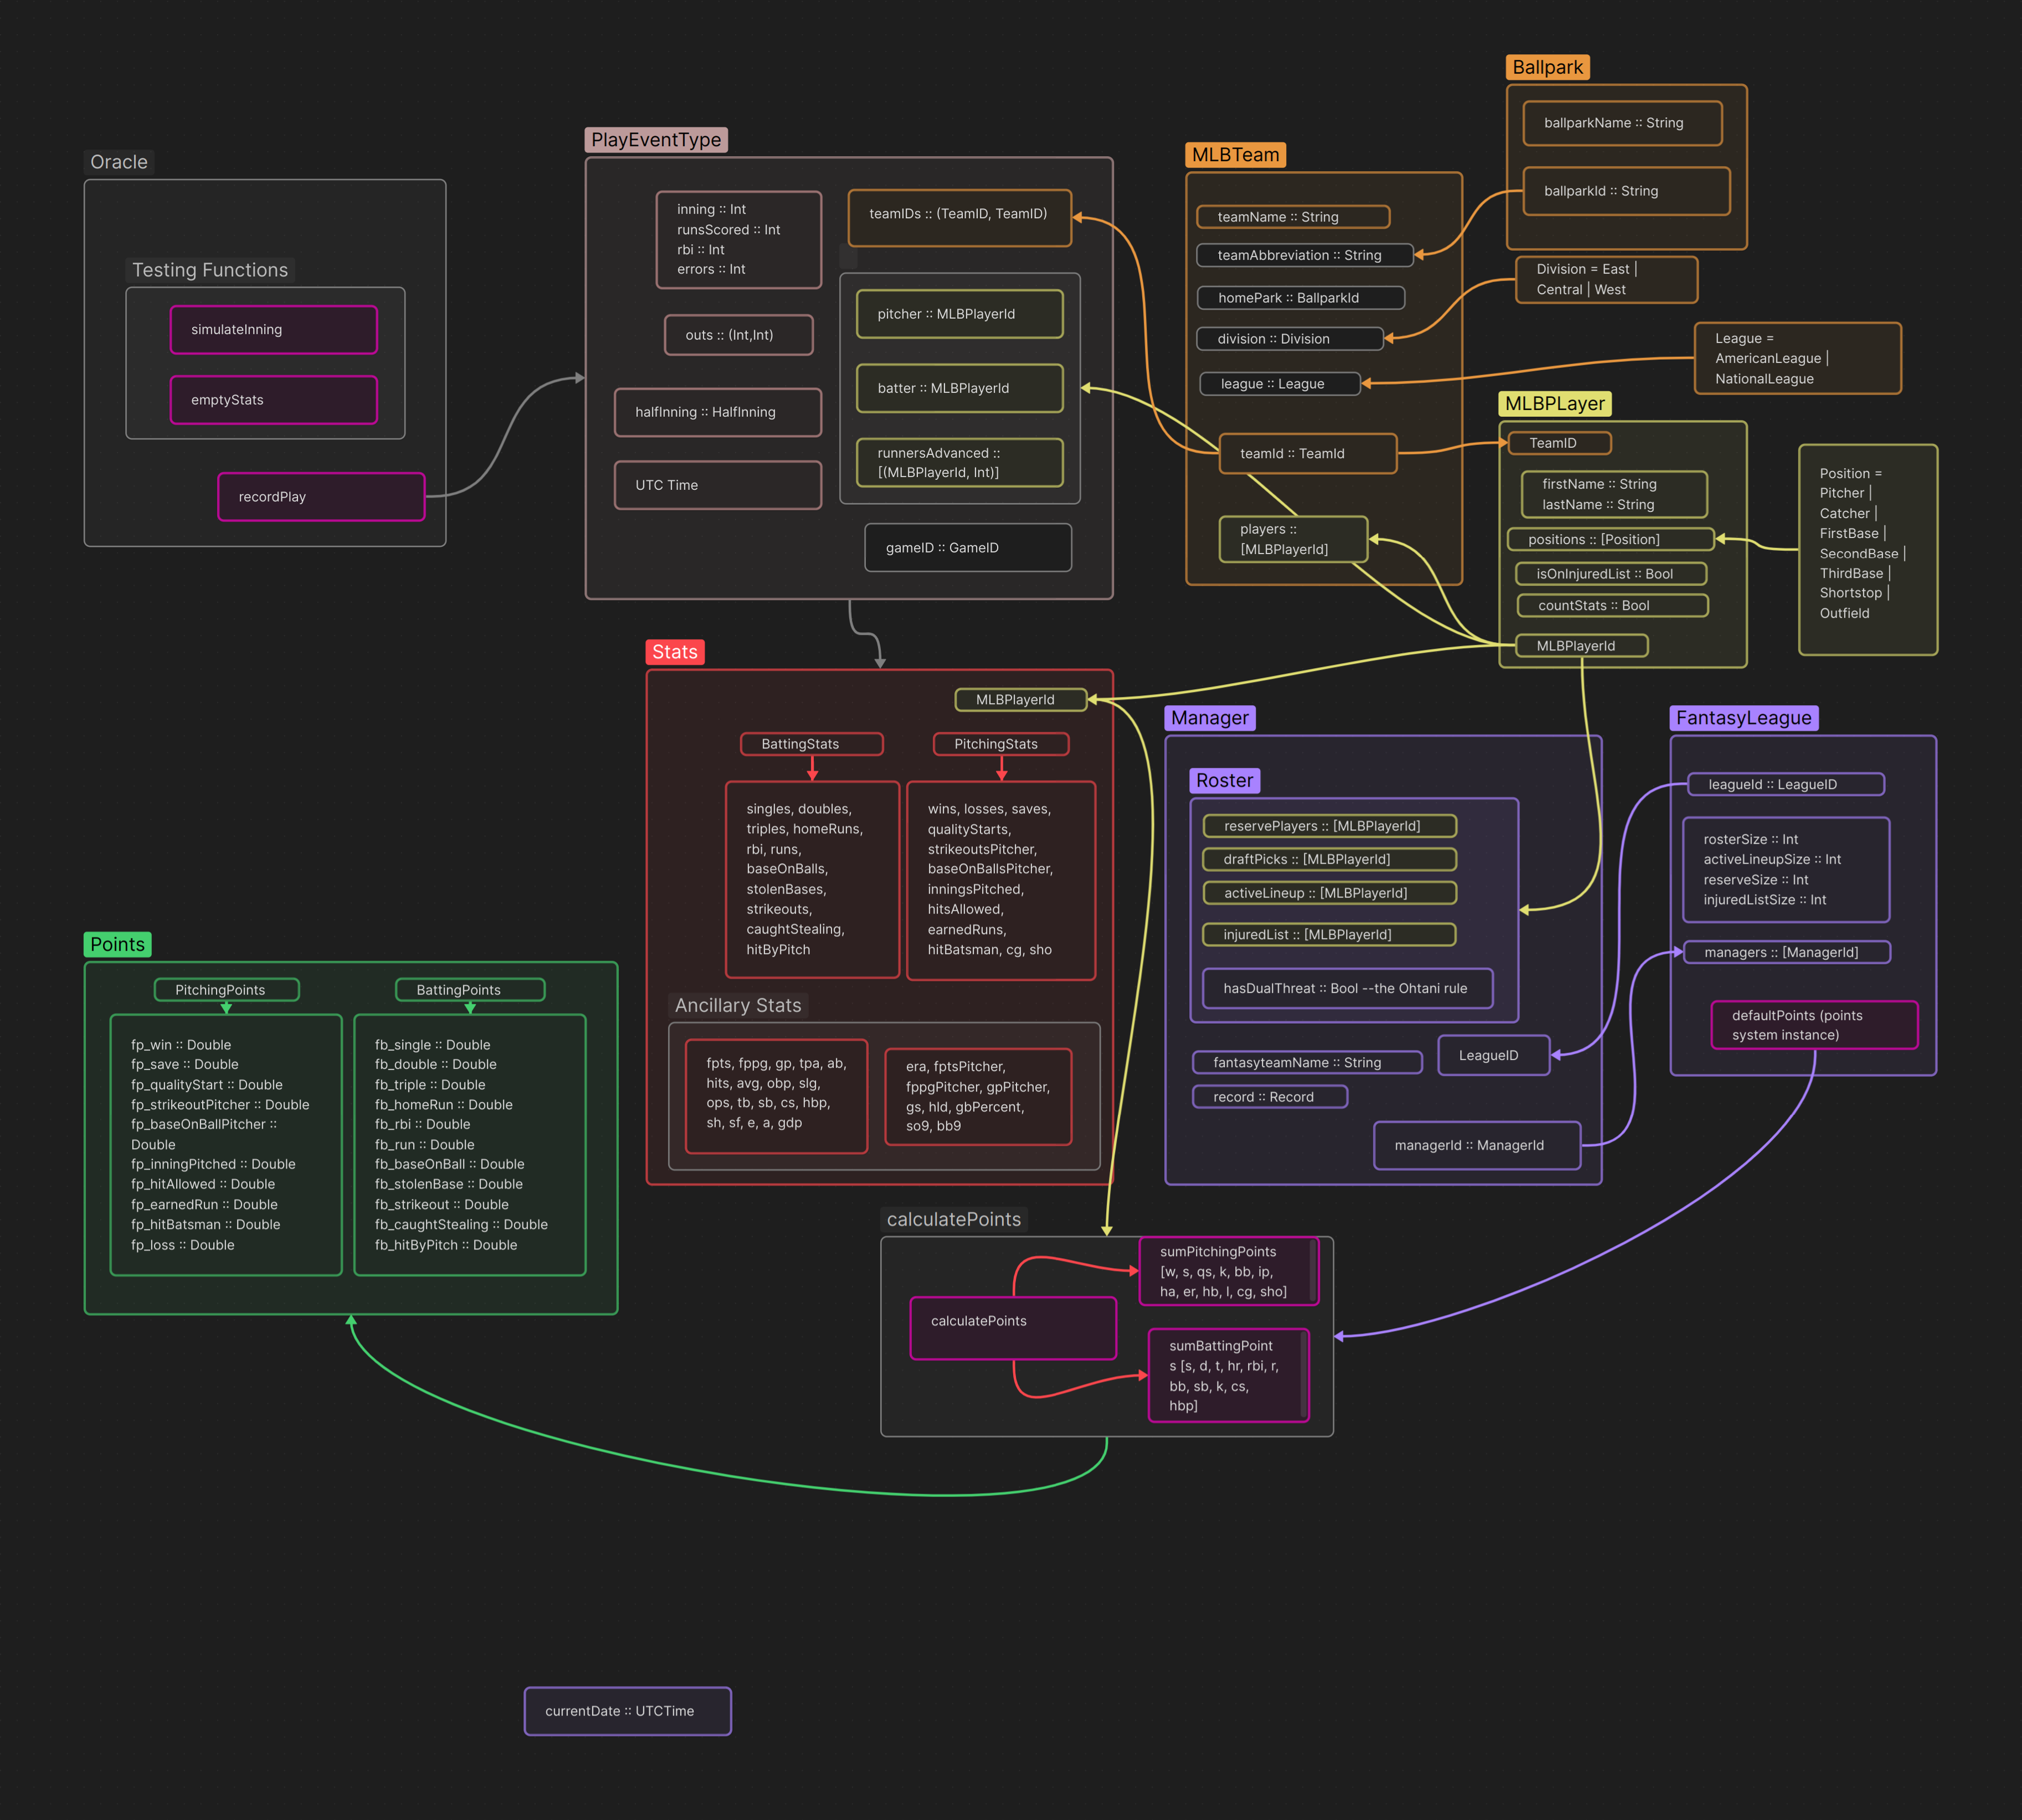 Oracle
Testing Functions
simulateInning
emptyStats
recordPlay
PlayEventType
inning :: Int
runsScored :: Int
rbi :: Int
errors :: Int
outs :: (Int,Int)
halfInning :: HalfInning
UTC Time
teamIDs :: (TeamID, TeamID)
pitcher :: MLBPlayerId
batter :: MLBPlayerId
runnersAdvanced ::
[(MLBPlayerId, Int)]
gameID :: GameID
MLBTeam
teamName :: String
teamAbbreviation :: String
homePark :: BallparkId
division :: Division
league :: League
teamId :: TeamId
players ::
[MLBPlayerId]
Ballpark
ballparkName :: String
ballparkId :: String
Division = East |
Central | West
League =
AmericanLeague |
NationalLeague
MLBPLayer
TeamID
firstName :: String
lastName :: String
positions :: [Position]
isOnInjuredList :: Bool
countStats :: Bool
MLBPlayerId
Position =
Pitcher |
Catcher |
FirstBase |
SecondBase |
ThirdBase |
Shortstop |
Outfield
Stats
MLBPlayerId
BattingStats
PitchingStats
singles, doubles,
triples, homeRuns,
rbi, runs,
baseOnBalls,
stolenBases,
strikeouts,
caughtStealing,
hitByPitch
wins, losses, saves,
qualityStarts,
strikeoutsPitcher,
baseOnBallsPitcher,
inningsPitched,
hitsAllowed,
earnedRuns,
hitBatsman, cg, sho
Ancillary Stats
fpts, fppg, gp, tpa, ab,
hits, avg, obp, slg,
ops, tb, sb, cs, hbp,
sh, sf, e, a, gdp
era, fptsPitcher,
fppgPitcher, gpPitcher,
gs, hld, gbPercent,
so9, bb9
Manager
Roster
reservePlayers :: [MLBPlayerId]
draftPicks :: [MLBPlayerId]
activeLineup :: [MLBPlayerId]
injuredList :: [MLBPlayerId]
hasDualThreat :: Bool --the Ohtani rule
fantasyteamName :: String
LeagueID
record :: Record
managerId :: ManagerId
FantasyLeague
leagueId :: LeagueID
rosterSize :: Int
activeLineupSize :: Int
reserveSize :: Int
injuredListSize :: Int
managers :: [ManagerId]
defaultPoints (points
system instance)
Points
PitchingPoints
BattingPoints
fp_win :: Double
fp_save :: Double
fp_qualityStart :: Double
fp_strikeoutPitcher :: Double
fp_baseOnBallPitcher ::
Double
fp_inningPitched :: Double
fp_hitAllowed :: Double
fp_earnedRun :: Double
fp_hitBatsman :: Double
fp_loss :: Double
fb_single :: Double
fb_double :: Double
fb_triple :: Double
fb_homeRun :: Double
fb_rbi :: Double
fb_run :: Double
fb_baseOnBall :: Double
fb_stolenBase :: Double
fb_strikeout :: Double
fb_caughtStealing :: Double
fb_hitByPitch :: Double
calculatePoints
calculatePoints
sumPitchingPoints
[w, s, qs, k, bb, ip,
ha, er, hb, l, cg, sho]
sumBattingPoint
s [s, d, t, hr, rbi, r,
bb, sb, k, cs,
hbp]
currentDate :: UTCTime